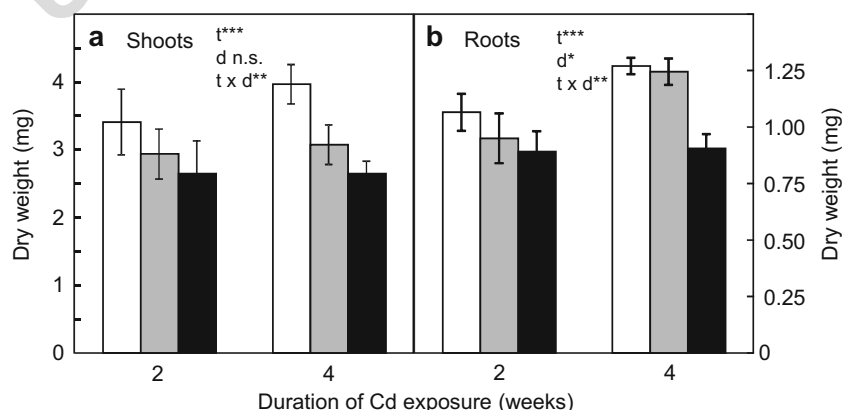 a Shoots
t***
d n.s.
t x d**
b Roots
t***
d*
t x d**
Dry weight (mg)
4
3
2
1
0
1.25
1.00
0.75
0.50
0.25
0
Dry weight (mg)
2 4 2 4
Duration of Cd exposure (weeks)